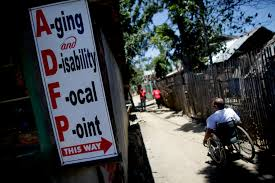 A-ging
and
D-isability
F-ocal
P-oint
THIS WAY